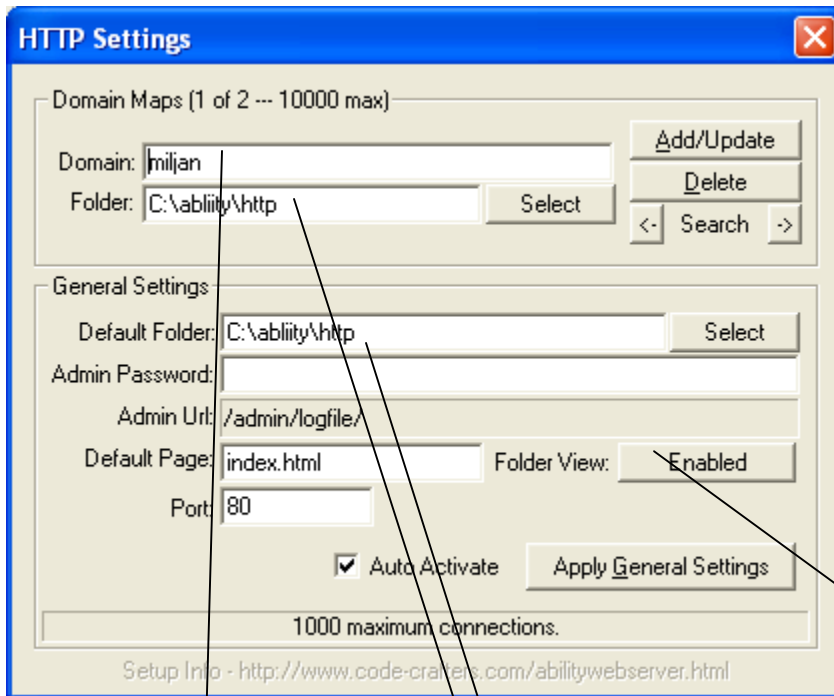 HTTP Settings
Domain Maps (1 of 2 --- 10000 max)
Domain: miljan
Add/Update
Folder: C:\abliity\http Select
Delete
<- Search ->
General Settings
Default Folder: C:\abliity\http Select
Admin Password:
Admin Url: /admin/logfile/
Default Page: index.html Folder View: Enabled
Port: 80
Auto Activate Apply General Settings
1000 maximum connections.
Setup Info - http://www.code-crafters.com/abilitywebserver.html